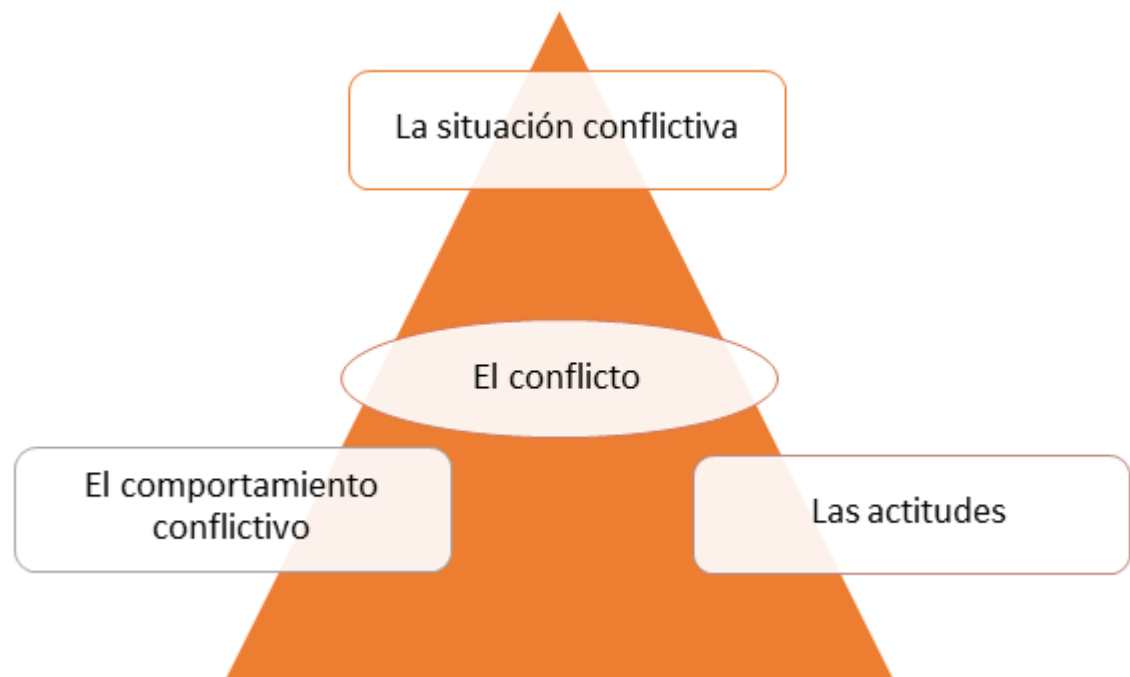 La situación conflictiva
El conflicto
El comportamiento
conflictivo
Las actitudes